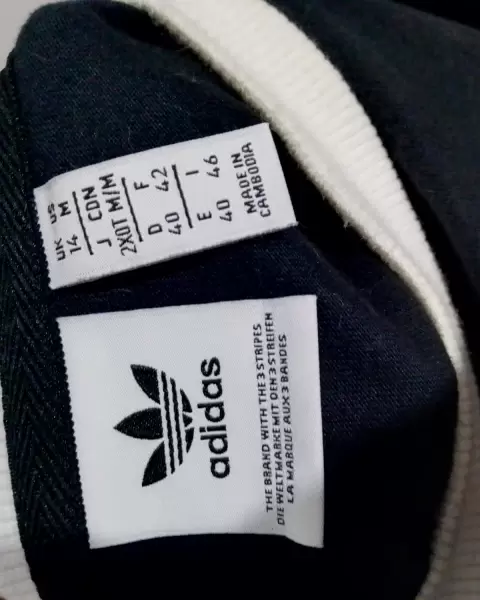 UK US
14 M
J CDN
2XOT M/M
D F
40 42
E I
40 46
MADE IN
CAMBODIA
adidas
THE BRAND WITH THE 3 STRIPES
DIE WELTMARKE MIT DEN 3 STREIFEN
LA MARQUE AUX 3 BANDES